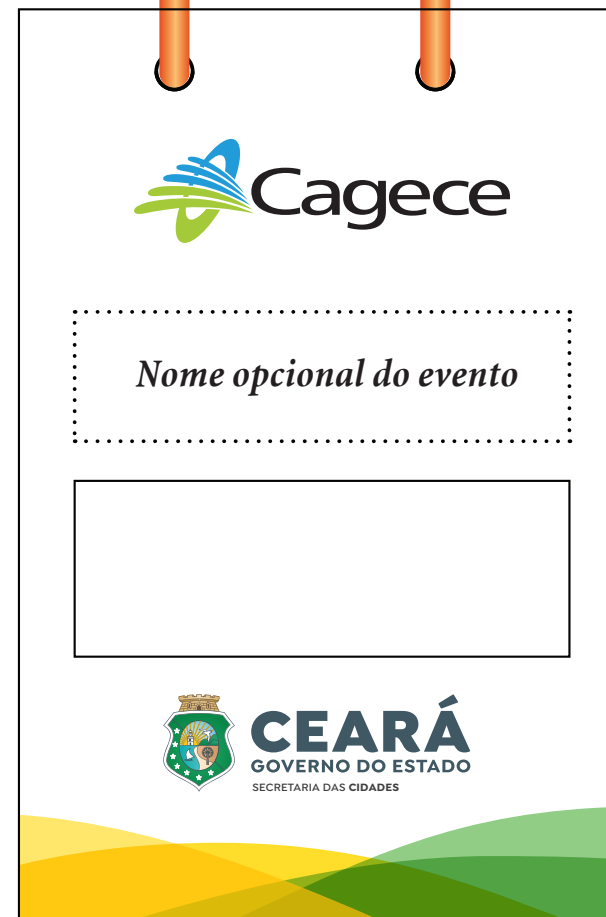 Cagece
Nome opcional do evento
CEARÁ
GOVERNO DO ESTADO
SECRETARIA DAS CIDADES